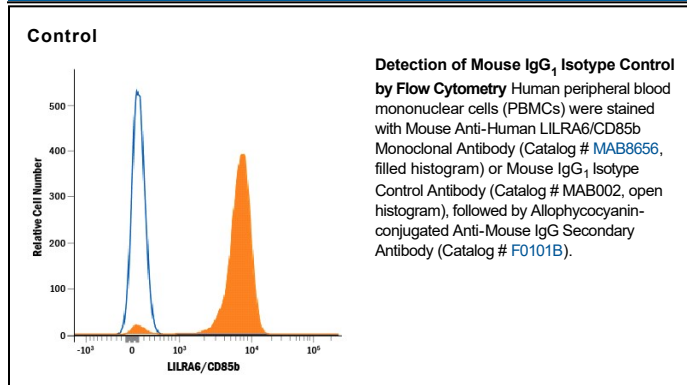 Control
500
400
300
200
100
0
Relative Cell Number
-10³ 0 10³ 10⁴ 10⁵
LILRA6/CD85b
Detection of Mouse IgG₁ Isotype Control
by Flow Cytometry Human peripheral blood
mononuclear cells (PBMCs) were stained
with Mouse Anti-Human LILRA6/CD85b
Monoclonal Antibody (Catalog # MAB8656,
filled histogram) or Mouse IgG₁ Isotype
Control Antibody (Catalog # MAB002, open
histogram), followed by Allophycocyanin-
conjugated Anti-Mouse IgG Secondary
Antibody (Catalog # F0101B).